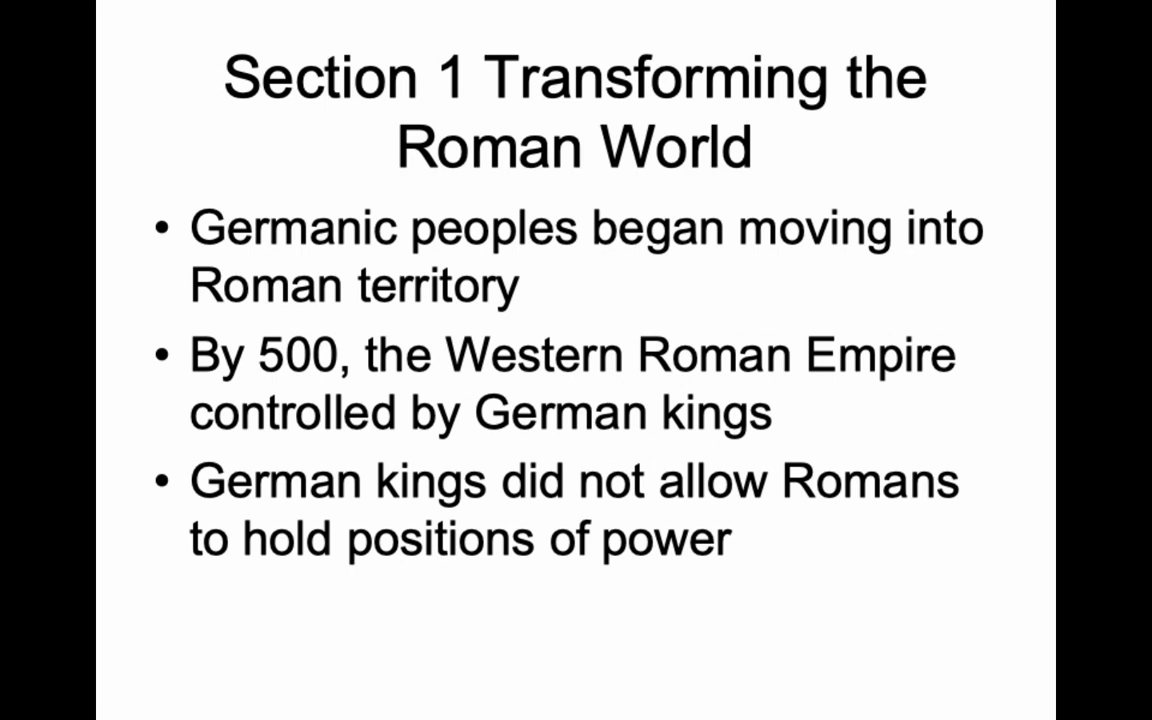 Section 1 Transforming the
Roman World
• Germanic peoples began moving into
Roman territory
• By 500, the Western Roman Empire
controlled by German kings
• German kings did not allow Romans
to hold positions of power